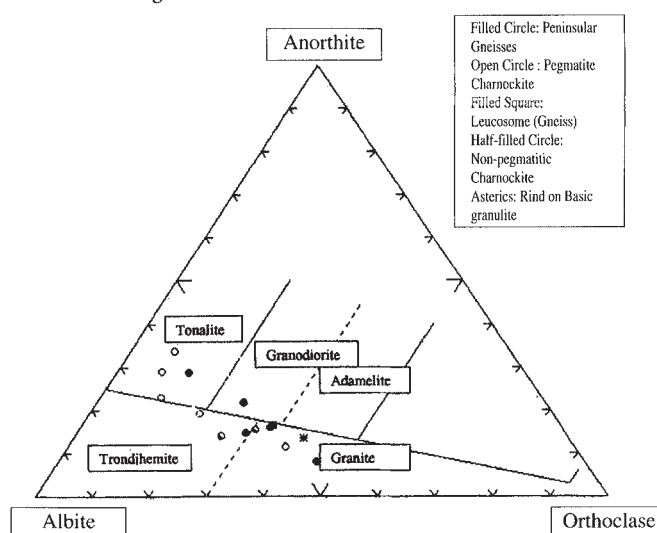 Anorthite
Filled Circle: Peninsular
Gneisses
Open Circle : Pegmatite
Charnockite
Filled Square:
Leucosome (Gneiss)
Half-filled Circle:
Non-pegmatitic
Charnockite
Asterics: Rind on Basic
granulite
Tonalite
Granodiorite
Adamelite
Trondjhemite
Granite
Albite
Orthoclase